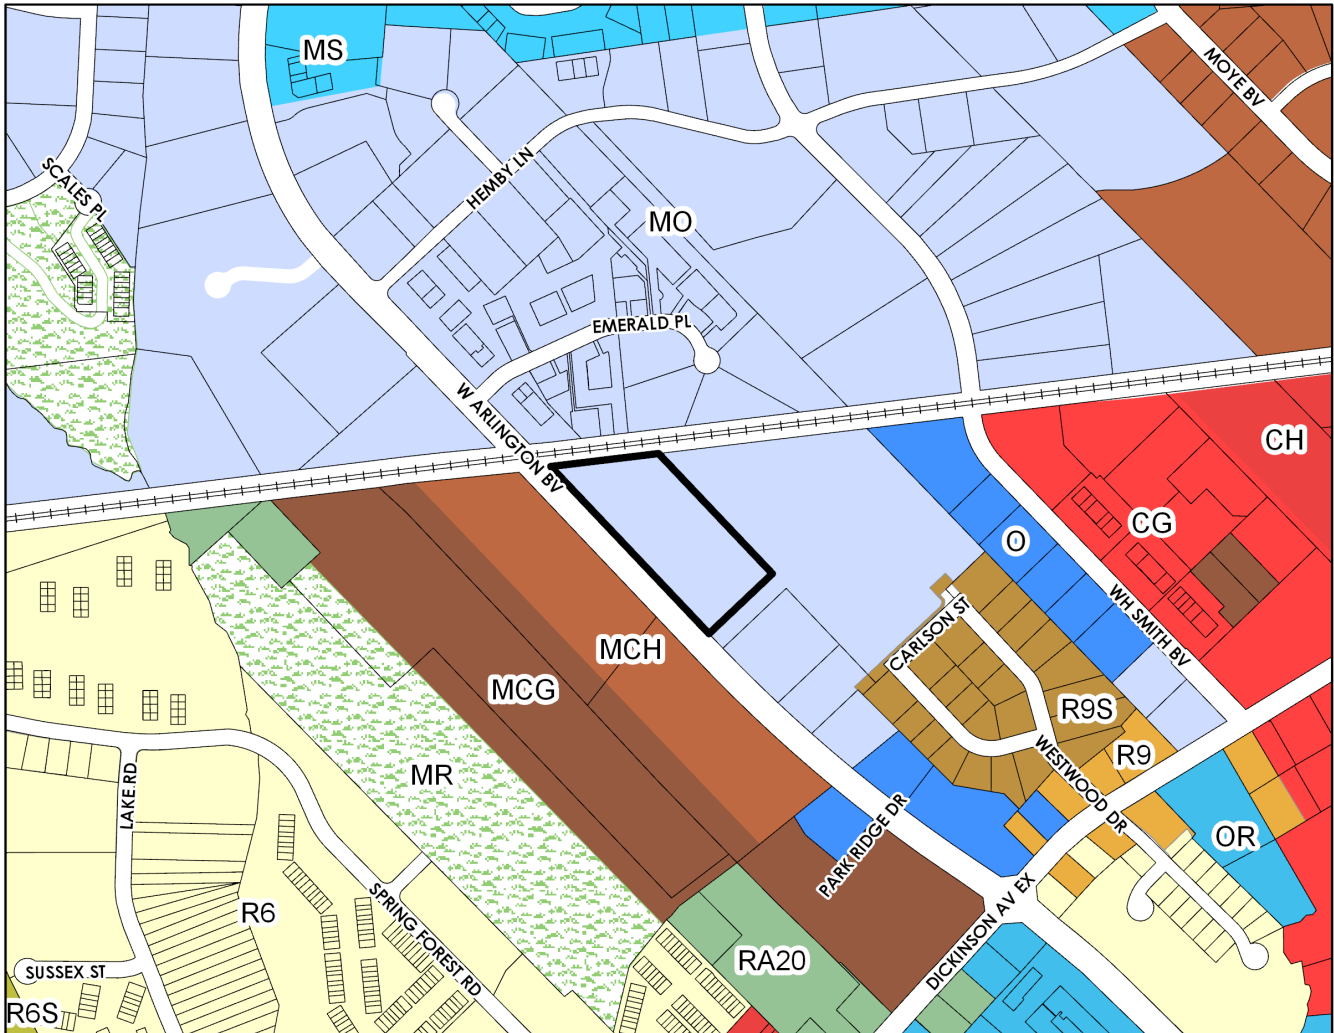 MS
MOYE BV
SCALES PL
HEMBY LN
MO
EMERALD PL
W ARLINGTON BV
CH
CG
O
WH SMITH BV
CARLSON ST
MCH
MCG
R9S
R9
WESTWOOD DR
MR
LAKE RD
PARK RIDGE DR
OR
SPRING FOREST RD
R6
DICKINSON AV EX
RA20
SUSSEX ST
R6S